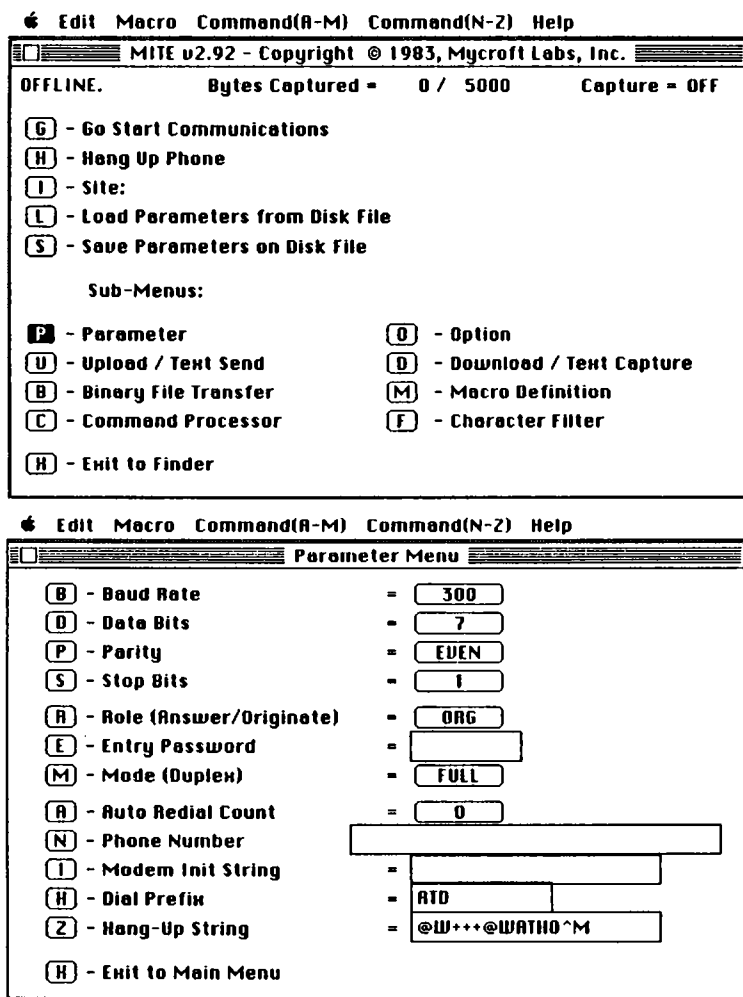 Edit Macro Command(A-M) Command(N-Z) Help
MITE v2.92 - Copyright © 1983, Mycroft Labs, Inc.
OFFLINE. Bytes Captured = 0 / 5000 Capture = OFF
G - Go Start Communications
H - Hang Up Phone
I - Site:
L - Load Parameters from Disk File
S - Save Parameters on Disk File
Sub-Menus:
P - Parameter O - Option
U - Upload / Text Send D - Download / Text Capture
B - Binary File Transfer M - Macro Definition
C - Command Processor F - Character Filter
X - Exit to Finder
Edit Macro Command(A-M) Command(N-Z) Help
Parameter Menu
B - Baud Rate = 300
D - Data Bits = 7
P - Parity = EVEN
S - Stop Bits = 1
R - Role (Answer/Originate) = ORG
E - Entry Password =
M - Mode (Duplex) = FULL
A - Auto Redial Count = 0
N - Phone Number
I - Modem Init String =
H - Dial Prefix = ATD
Z - Hang-Up String = @W+++@WATH0^M
X - Exit to Main Menu